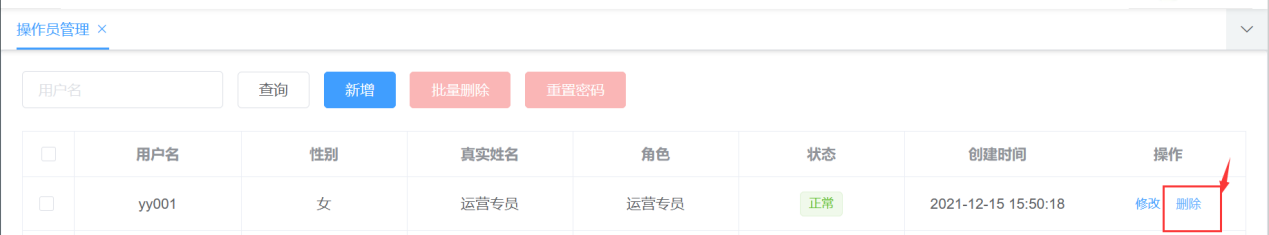 操作员管理 ×
用户名 查询 新增 批量删除 重置密码
用户名 性别 真实姓名 角色 状态 创建时间 操作
yy001 女 运营专员 运营专员 正常 2021-12-15 15:50:18 修改 删除